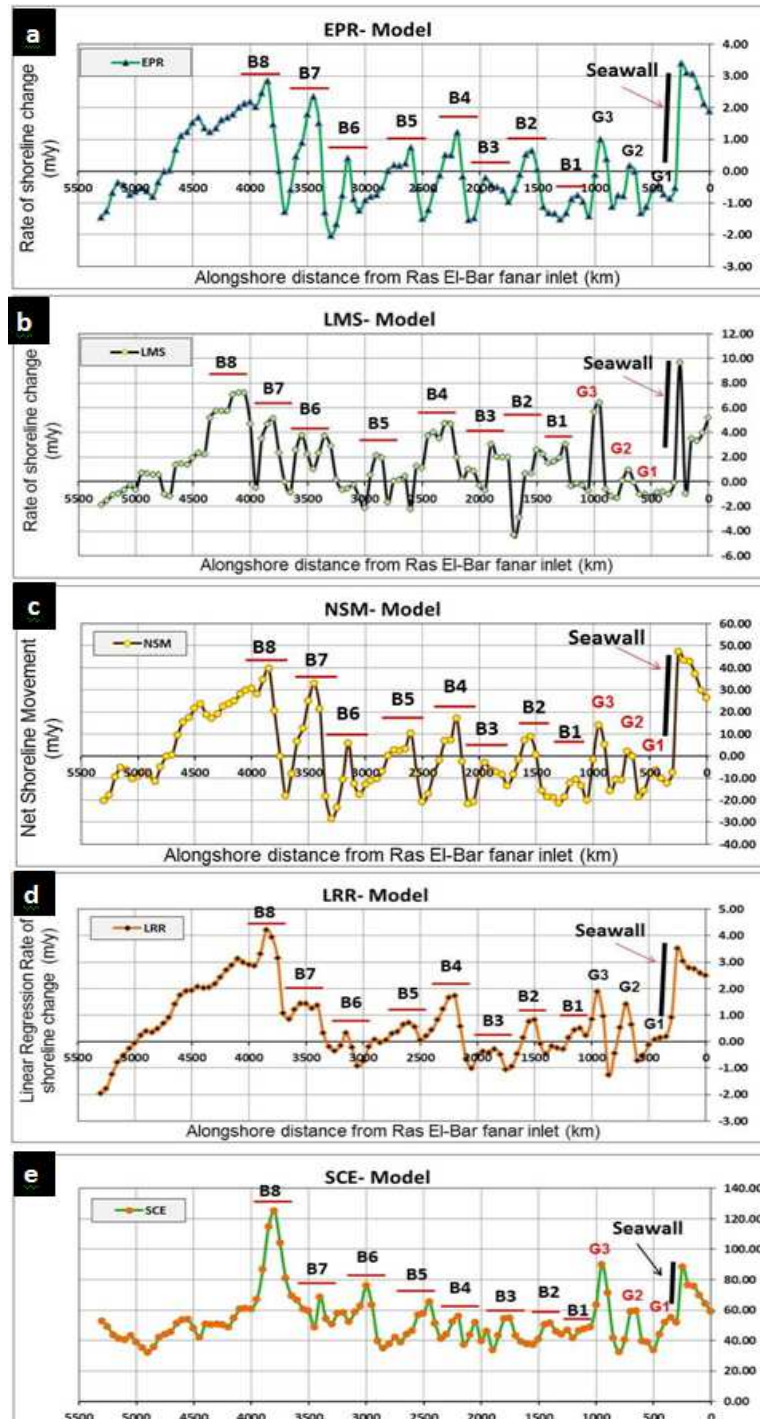 a
EPR- Model
EPR
B8
B7
B6
B5
B4
B3
B2
B1
G3
G2
G1
Seawall
4.00
3.00
2.00
1.00
0.00
-1.00
-2.00
-3.00
5500 5000 4500 4000 3500 3000 2500 2000 1500 1000 500 0
Rate of shoreline change (m/y)
Alongshore distance from Ras El-Bar fanar inlet (km)
b
LMS- Model
LMS
B8
B7
B6
B5
B4
B3
B2
B1
G3
G2
G1
Seawall
12.00
10.00
8.00
6.00
4.00
2.00
0.00
-2.00
-4.00
-6.00
5500 5000 4500 4000 3500 3000 2500 2000 1500 1000 500 0
Rate of shoreline change (m/y)
Alongshore distance from Ras El-Bar fanar inlet (km)
c
NSM- Model
NSM
B8
B7
B6
B5
B4
B3
B2
B1
G3
G2
G1
Seawall
60.00
50.00
40.00
30.00
20.00
10.00
0.00
-10.00
-20.00
-30.00
-40.00
5500 5000 4500 4000 3500 3000 2500 2000 1500 1000 500 0
Net Shoreline Movement (m/y)
Alongshore distance from Ras El-Bar fanar inlet (km)
d
LRR- Model
LRR
B8
B7
B6
B5
B4
B3
B2
B1
G3
G2
G1
Seawall
5.00
4.00
3.00
2.00
1.00
0.00
-1.00
-2.00
-3.00
5500 5000 4500 4000 3500 3000 2500 2000 1500 1000 500 0
Linear Regression Rate of shoreline change (m/y)
Alongshore distance from Ras El-Bar fanar inlet (km)
e
SCE- Model
SCE
B8
B7
B6
B5
B4
B3
B2
B1
G3
G2
G1
Seawall
140.00
120.00
100.00
80.00
60.00
40.00
20.00
0.00
5500 5000 4500 4000 3500 3000 2500 2000 1500 1000 500 0